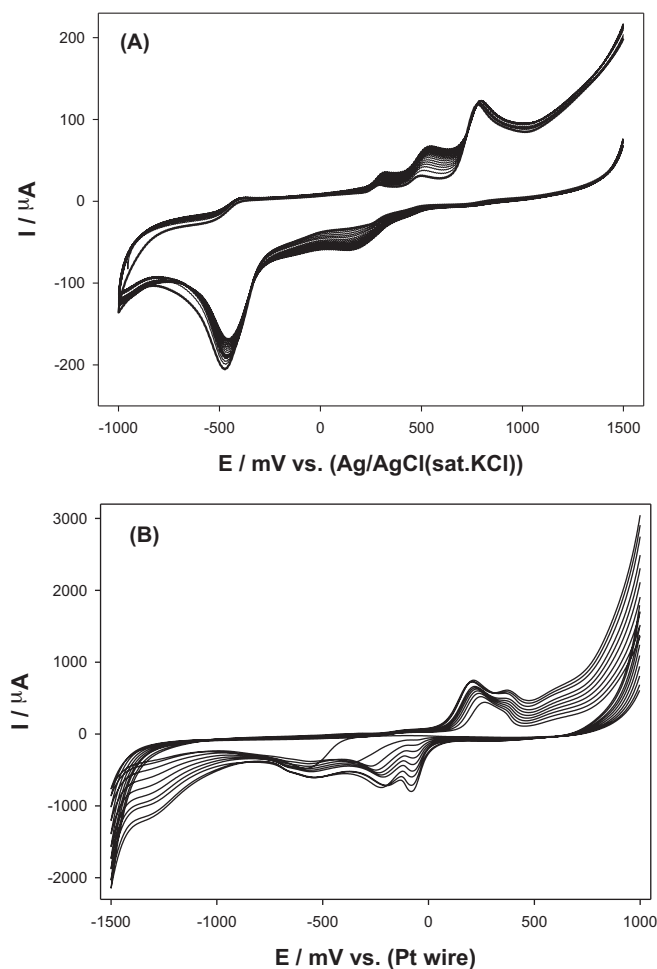 (A)
200
100
0
-100
-200
I / μA
-1000 -500 0 500 1000 1500
E / mV vs. (Ag/AgCl(sat.KCl))
(B)
3000
2000
1000
0
-1000
-2000
I / μA
-1500 -1000 -500 0 500 1000
E / mV vs. (Pt wire)